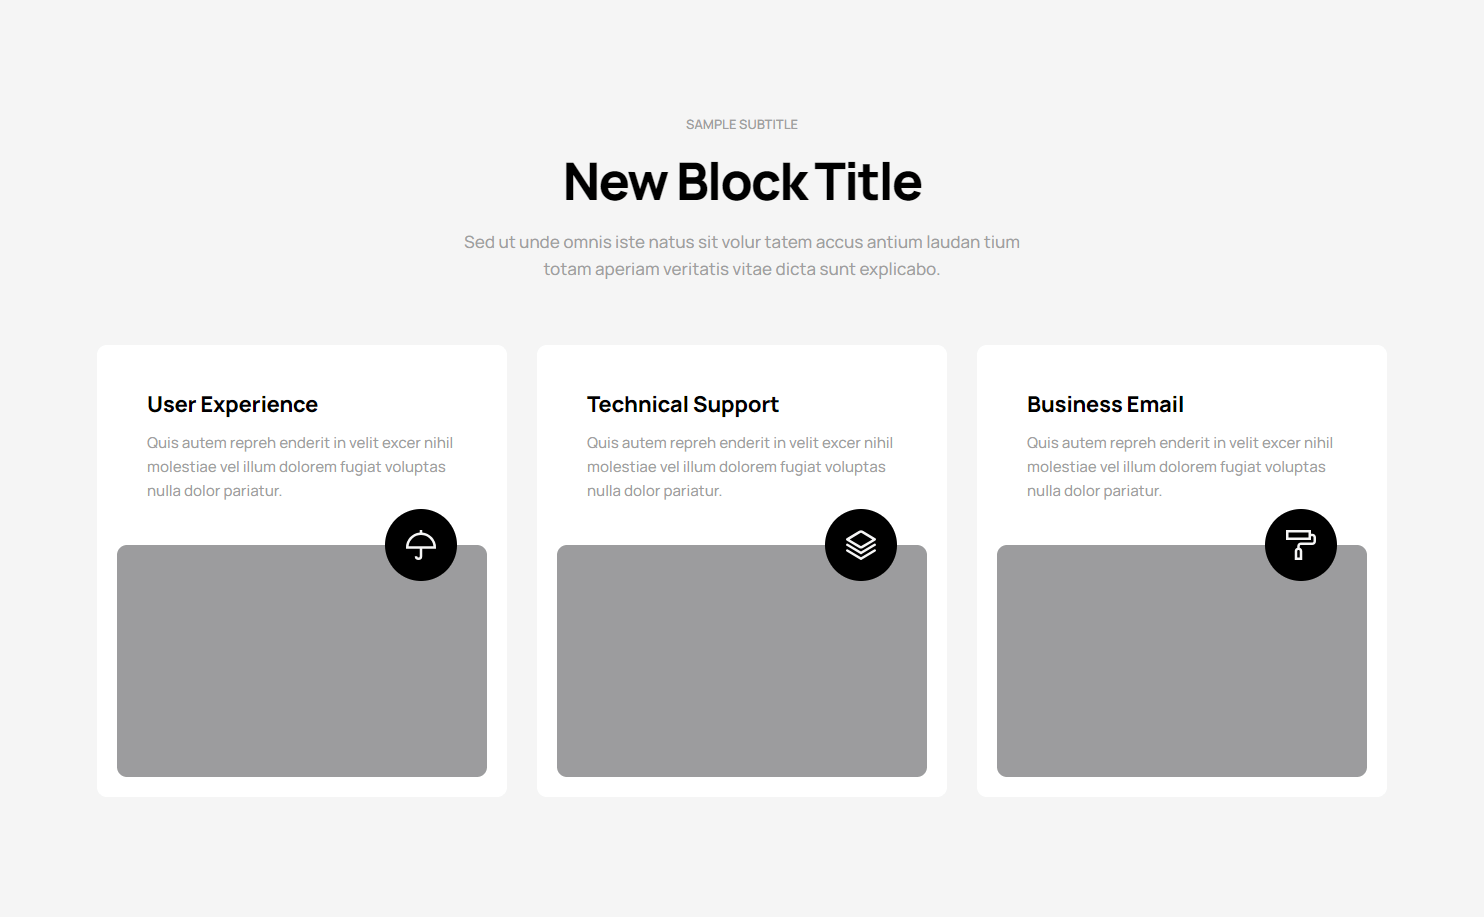 SAMPLE SUBTITLE
New Block Title
Sed ut unde omnis iste natus sit volur tatem accus antium laudan tium
totam aperiam veritatis vitae dicta sunt explicabo.
User Experience
Quis autem repreh enderit in velit excer nihil
molestiae vel illum dolorem fugiat voluptas
nulla dolor pariatur.
Technical Support
Quis autem repreh enderit in velit excer nihil
molestiae vel illum dolorem fugiat voluptas
nulla dolor pariatur.
Business Email
Quis autem repreh enderit in velit excer nihil
molestiae vel illum dolorem fugiat voluptas
nulla dolor pariatur.